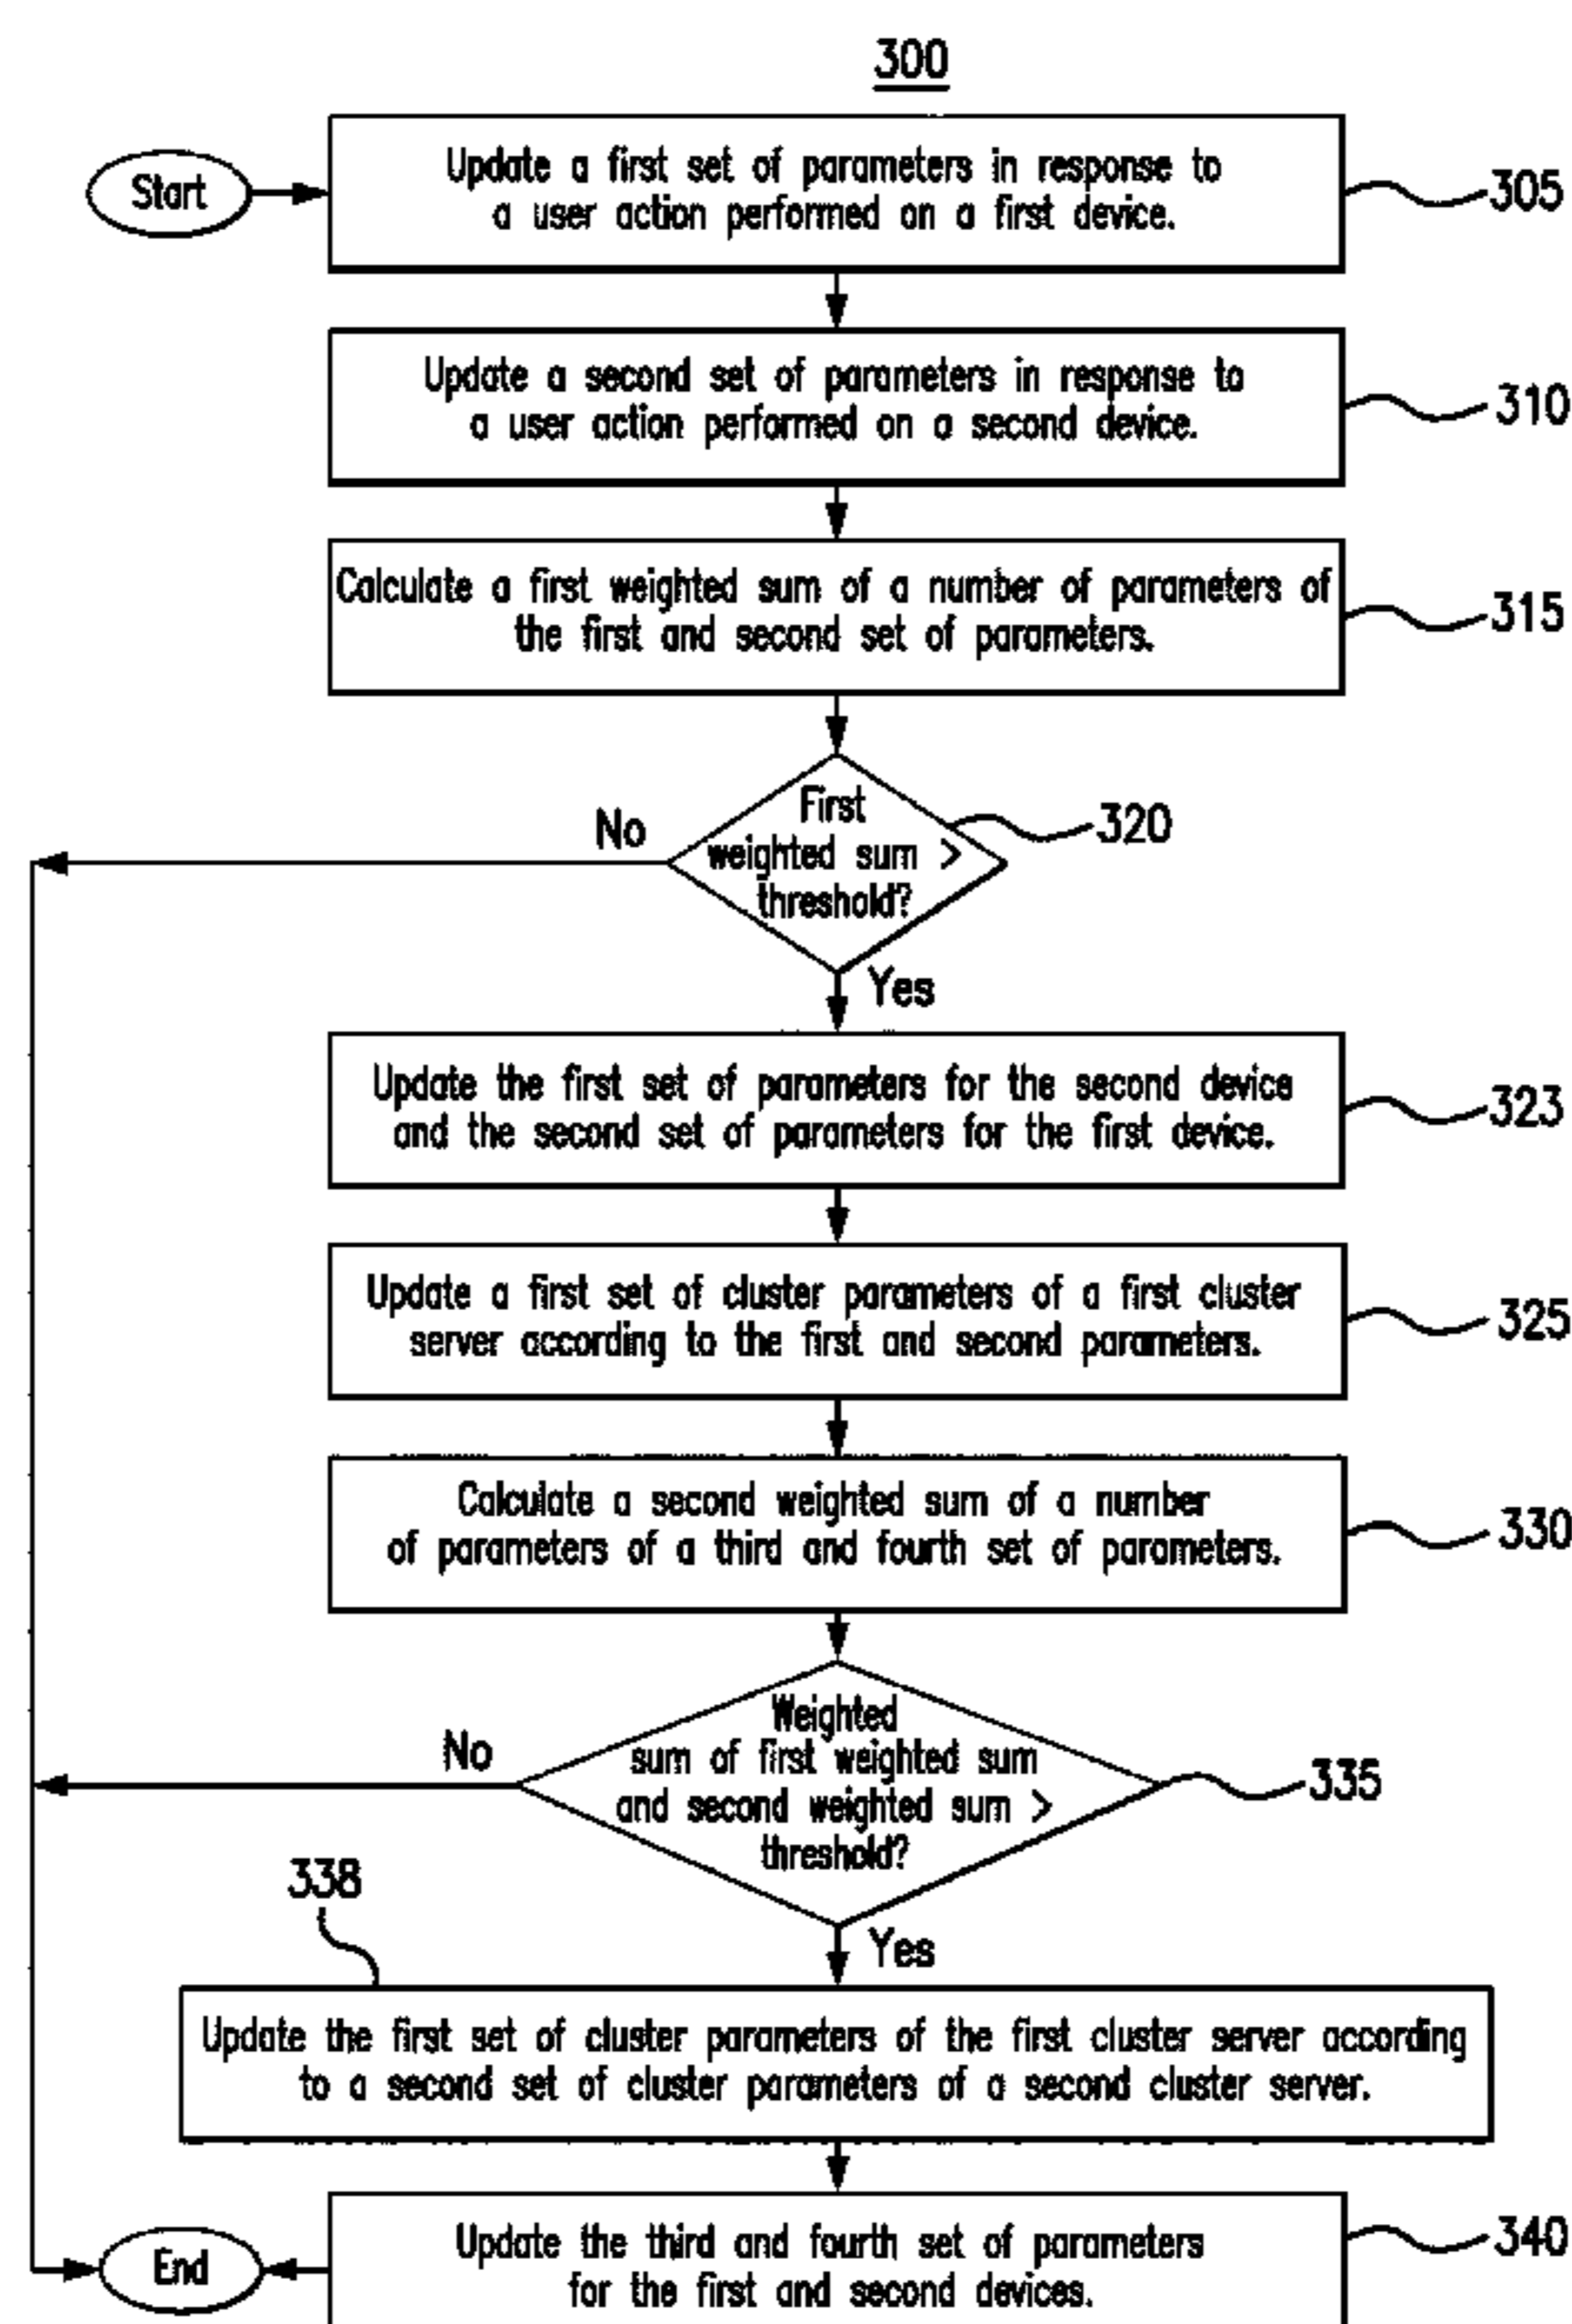 300
Start
Update a first set of parameters in response to
a user action performed on a first device.
305
Update a second set of parameters in response to
a user action performed on a second device.
310
Calculate a first weighted sum of a number of parameters of
the first and second set of parameters.
315
First
weighted sum >
threshold?
320
No
Yes
Update the first set of parameters for the second device
and the second set of parameters for the first device.
323
Update a first set of cluster parameters of a first cluster
server according to the first and second parameters.
325
Calculate a second weighted sum of a number
of parameters of a third and fourth set of parameters.
330
Weighted
sum of first weighted sum
and second weighted sum >
threshold?
335
No
Yes
338
Update the first set of cluster parameters of the first cluster server according
to a second set of cluster parameters of a second cluster server.
Update the third and fourth set of parameters
for the first and second devices.
340
End